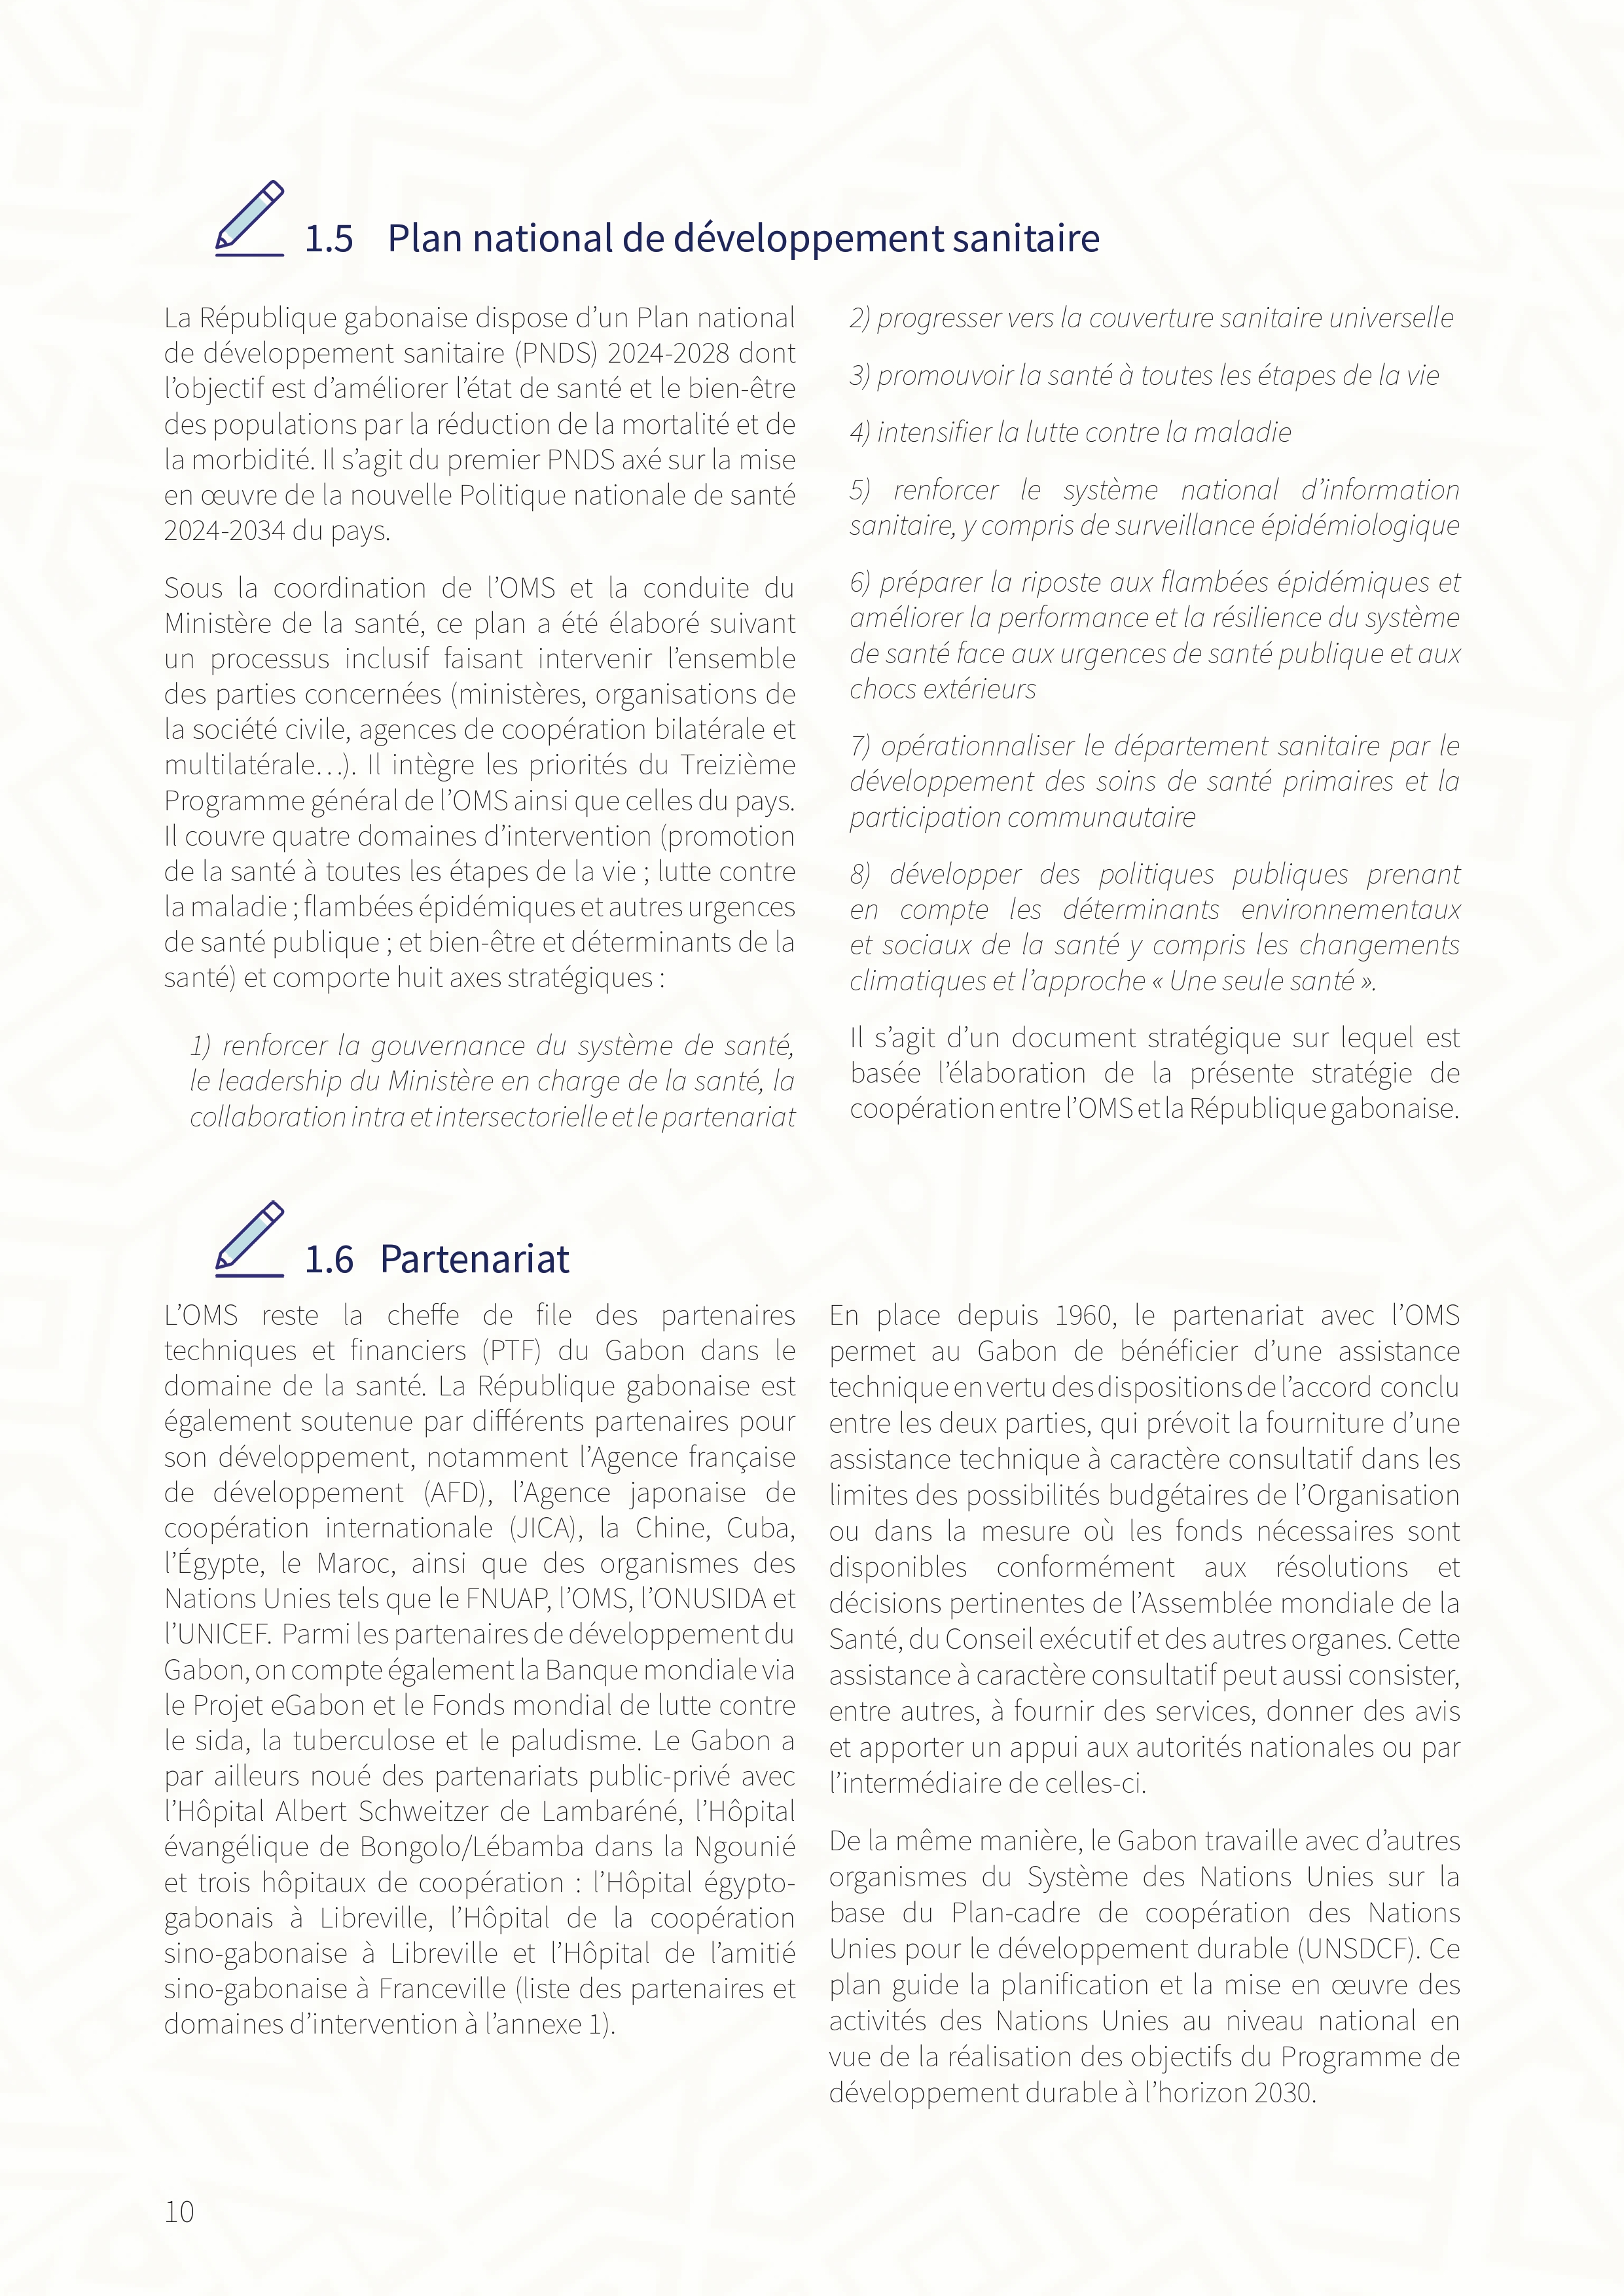 1.5 Plan national de développement sanitaire
La République gabonaise dispose d’un Plan national
de développement sanitaire (PNDS) 2024-2028 dont
l’objectif est d’améliorer l’état de santé et le bien-être
des populations par la réduction de la mortalité et de
la morbidité. Il s’agit du premier PNDS axé sur la mise
en œuvre de la nouvelle Politique nationale de santé
2024-2034 du pays.
Sous la coordination de l’OMS et la conduite du
Ministère de la santé, ce plan a été élaboré suivant
un processus inclusif faisant intervenir l’ensemble
des parties concernées (ministères, organisations de
la société civile, agences de coopération bilatérale et
multilatérale…). Il intègre les priorités du Treizième
Programme général de l’OMS ainsi que celles du pays.
Il couvre quatre domaines d’intervention (promotion
de la santé à toutes les étapes de la vie ; lutte contre
la maladie ; flambées épidémiques et autres urgences
de santé publique ; et bien-être et déterminants de la
santé) et comporte huit axes stratégiques :
1) renforcer la gouvernance du système de santé,
le leadership du Ministère en charge de la santé, la
collaboration intra et intersectorielle et le partenariat
2) progresser vers la couverture sanitaire universelle
3) promouvoir la santé à toutes les étapes de la vie
4) intensifier la lutte contre la maladie
5) renforcer le système national d’information
sanitaire, y compris de surveillance épidémiologique
6) préparer la riposte aux flambées épidémiques et
améliorer la performance et la résilience du système
de santé face aux urgences de santé publique et aux
chocs extérieurs
7) opérationnaliser le département sanitaire par le
développement des soins de santé primaires et la
participation communautaire
8) développer des politiques publiques prenant
en compte les déterminants environnementaux
et sociaux de la santé y compris les changements
climatiques et l’approche « Une seule santé ».
Il s’agit d’un document stratégique sur lequel est
basée l’élaboration de la présente stratégie de
coopération entre l’OMS et la République gabonaise.
1.6 Partenariat
L’OMS reste la cheffe de file des partenaires
techniques et financiers (PTF) du Gabon dans le
domaine de la santé. La République gabonaise est
également soutenue par différents partenaires pour
son développement, notamment l’Agence française
de développement (AFD), l’Agence japonaise de
coopération internationale (JICA), la Chine, Cuba,
l’Égypte, le Maroc, ainsi que des organismes des
Nations Unies tels que le FNUAP, l’OMS, l’ONUSIDA et
l’UNICEF. Parmi les partenaires de développement du
Gabon, on compte également la Banque mondiale via
le Projet eGabon et le Fonds mondial de lutte contre
le sida, la tuberculose et le paludisme. Le Gabon a
par ailleurs noué des partenariats public-privé avec
l’Hôpital Albert Schweitzer de Lambaréné, l’Hôpital
évangélique de Bongolo/Lébamba dans la Ngounié
et trois hôpitaux de coopération : l’Hôpital égypto-
gabonais à Libreville, l’Hôpital de la coopération
sino-gabonaise à Libreville et l’Hôpital de l’amitié
sino-gabonaise à Franceville (liste des partenaires et
domaines d’intervention à l’annexe 1).
En place depuis 1960, le partenariat avec l’OMS
permet au Gabon de bénéficier d’une assistance
technique en vertu des dispositions de l’accord conclu
entre les deux parties, qui prévoit la fourniture d’une
assistance technique à caractère consultatif dans les
limites des possibilités budgétaires de l’Organisation
ou dans la mesure où les fonds nécessaires sont
disponibles conformément aux résolutions et
décisions pertinentes de l’Assemblée mondiale de la
Santé, du Conseil exécutif et des autres organes. Cette
assistance à caractère consultatif peut aussi consister,
entre autres, à fournir des services, donner des avis
et apporter un appui aux autorités nationales ou par
l’intermédiaire de celles-ci.
De la même manière, le Gabon travaille avec d’autres
organismes du Système des Nations Unies sur la
base du Plan-cadre de coopération des Nations
Unies pour le développement durable (UNSDCF). Ce
plan guide la planification et la mise en œuvre des
activités des Nations Unies au niveau national en
vue de la réalisation des objectifs du Programme de
développement durable à l’horizon 2030.
10